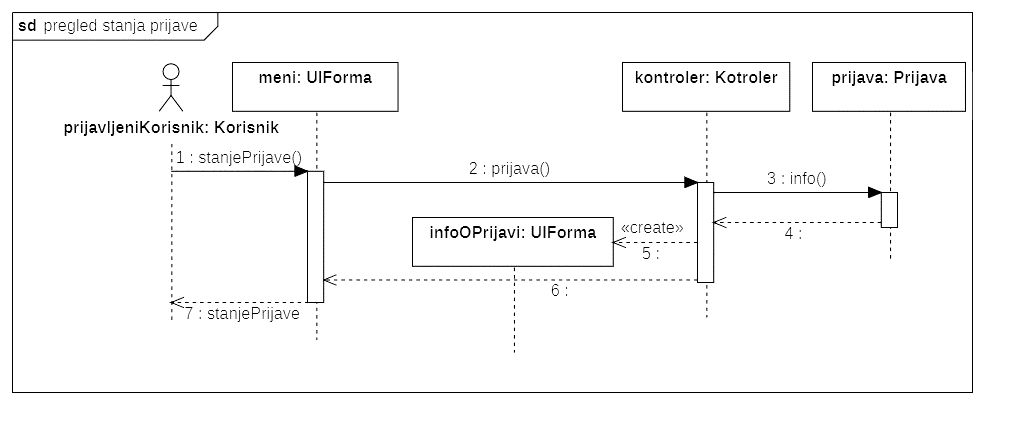 sd pregled stanja prijave
meni: UIForma
kontroler: Kotroler
prijava: Prijava
prijavljeniKorisnik: Korisnik
1 : stanjePrijave()
2 : prijava()
3 : info()
infoOPrijavi: UIForma
«create»
4 :
5 :
6 :
7 : stanjePrijave